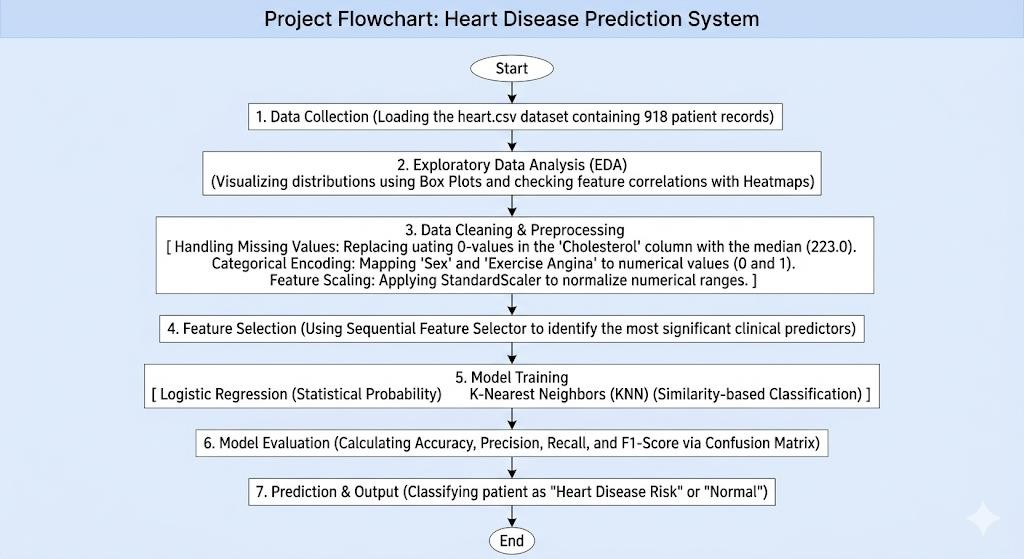 Project Flowchart: Heart Disease Prediction System
Start
1. Data Collection (Loading the heart.csv dataset containing 918 patient records)
2. Exploratory Data Analysis (EDA)
(Visualizing distributions using Box Plots and checking feature correlations with Heatmaps)
3. Data Cleaning & Preprocessing
[ Handling Missing Values: Replacing uating 0-values in the 'Cholesterol' column with the median (223.0).
Categorical Encoding: Mapping 'Sex' and 'Exercise Angina' to numerical values (0 and 1).
Feature Scaling: Applying StandardScaler to normalize numerical ranges. ]
4. Feature Selection (Using Sequential Feature Selector to identify the most significant clinical predictors)
5. Model Training
[ Logistic Regression (Statistical Probability) K-Nearest Neighbors (KNN) (Similarity-based Classification) ]
6. Model Evaluation (Calculating Accuracy, Precision, Recall, and F1-Score via Confusion Matrix)
7. Prediction & Output (Classifying patient as "Heart Disease Risk" or "Normal")
End